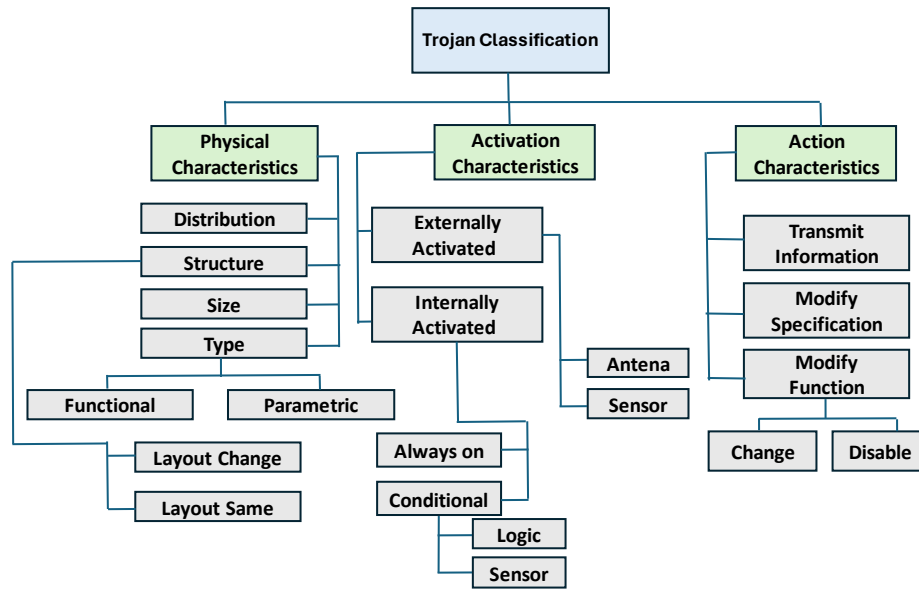 Trojan Classification
Physical
Characteristics
Distribution
Structure
Size
Type
Functional
Parametric
Layout Change
Layout Same
Activation
Characteristics
Externally
Activated
Internally
Activated
Antena
Sensor
Always on
Conditional
Logic
Sensor
Action
Characteristics
Transmit
Information
Modify
Specification
Modify
Function
Change
Disable